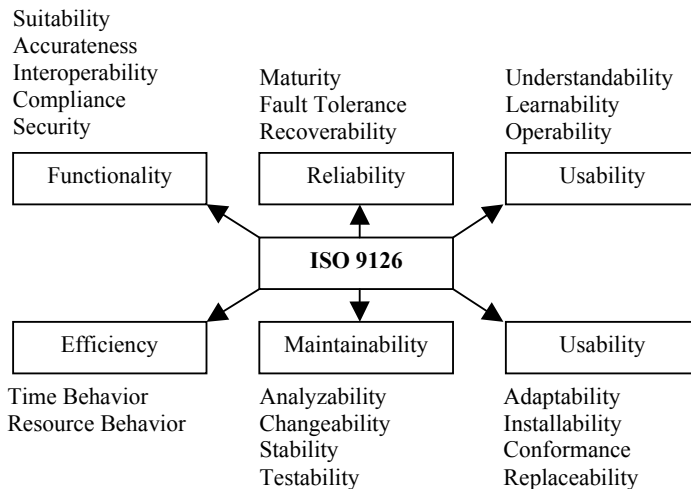 Suitability
Accurateness
Interoperability
Compliance
Security
Maturity
Fault Tolerance
Recoverability
Understandability
Learnability
Operability
Functionality
Reliability
Usability
ISO 9126
Efficiency
Maintainability
Usability
Time Behavior
Resource Behavior
Analyzability
Changeability
Stability
Testability
Adaptability
Installability
Conformance
Replaceability